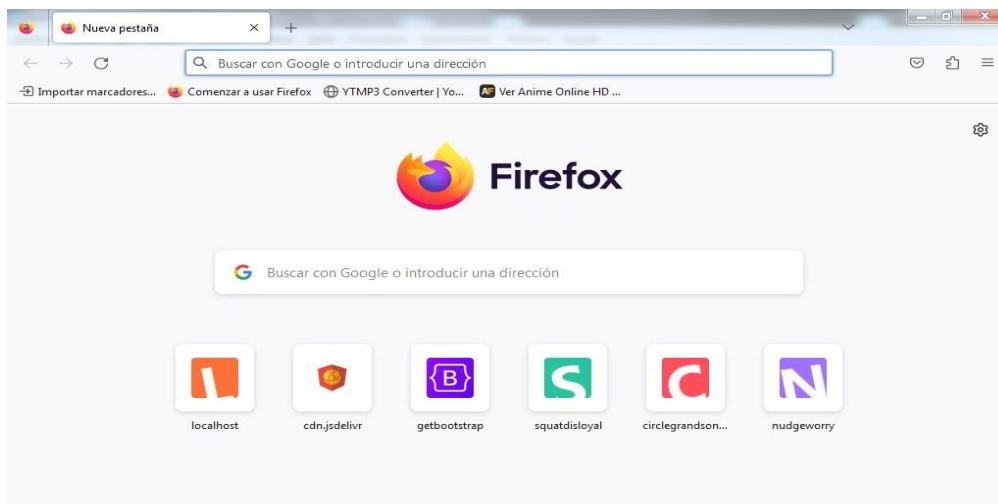 Nueva pestaña
Buscar con Google o introducir una dirección
Importar marcadores... Comenzar a usar Firefox YTMP3 Converter | Yo... AF Ver Anime Online HD ...
Firefox
G Buscar con Google o introducir una dirección
L {B} S C N
localhost cdn.jsdelivr getbootstrap squatdisloyal circlegrandson... nudgeworry